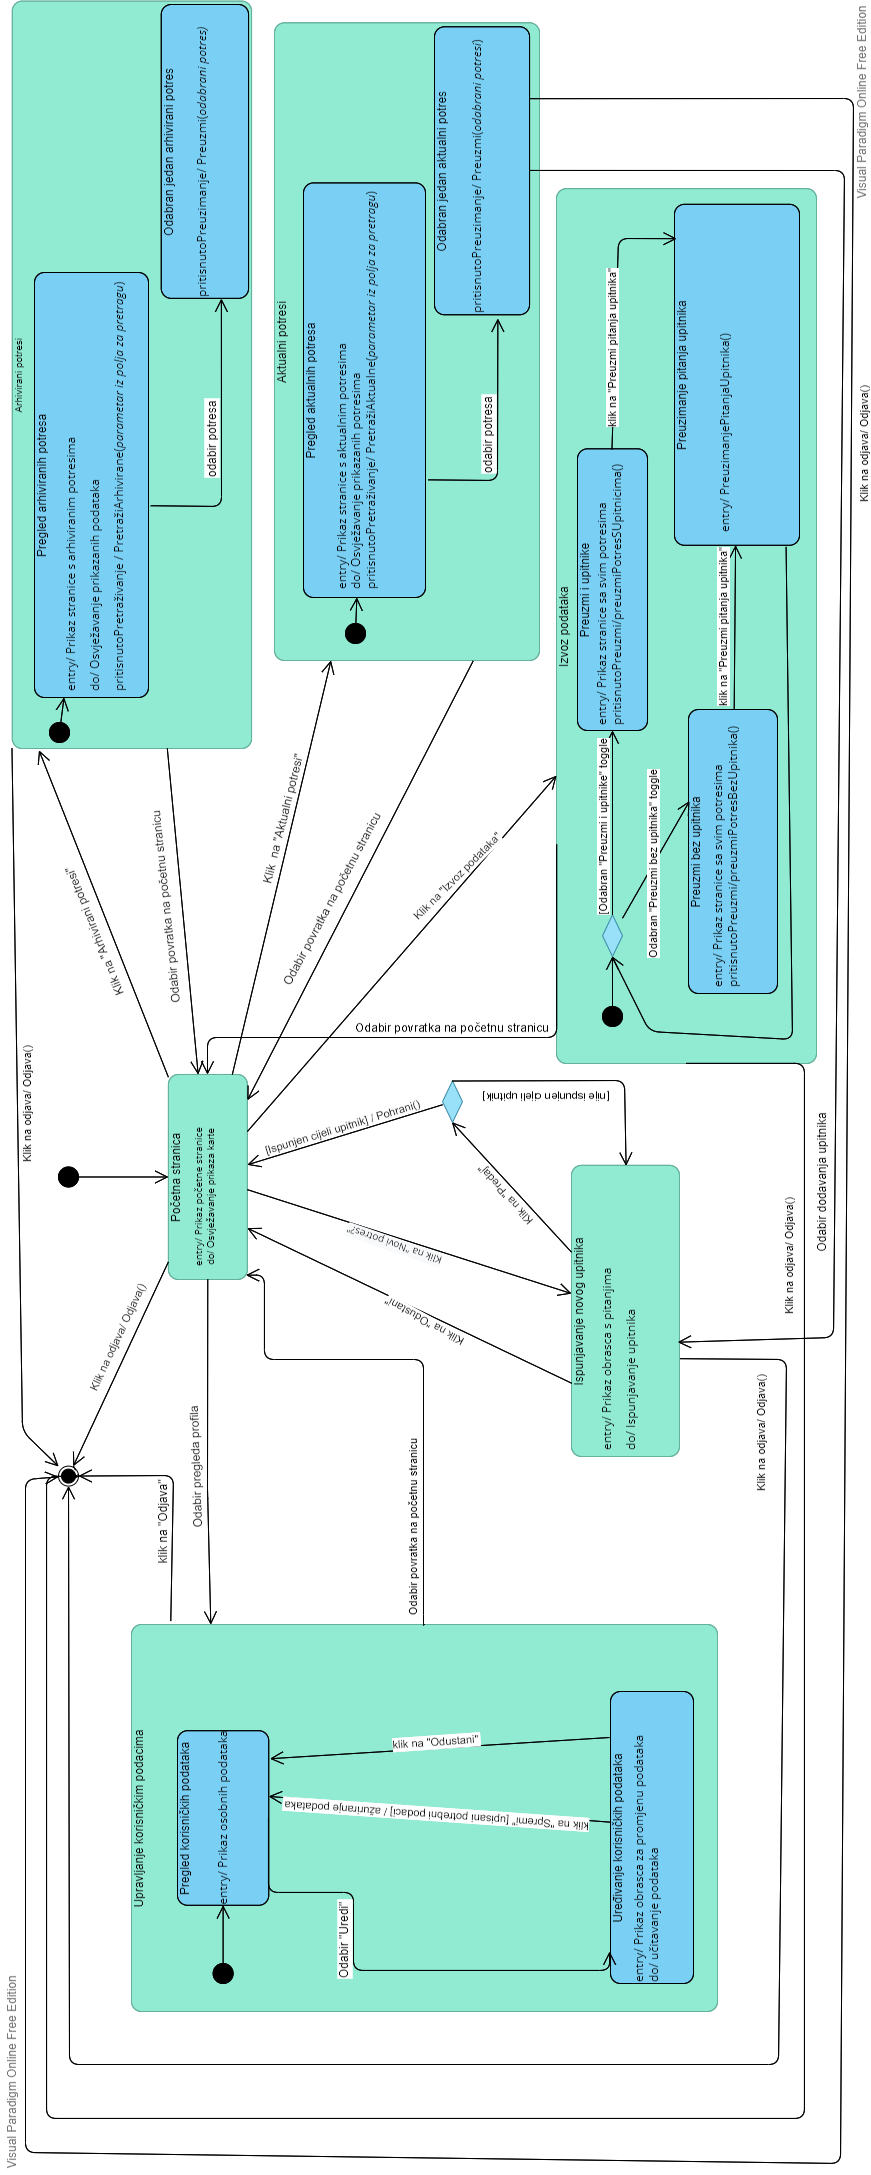 Visual Paradigm Online Free Edition
Arhivirani potresi
Pregled arhiviranih potresa
entry/ Prikaz stranice s arhiviranim potresima
do/ Osvježavanje prikazanih podataka
pritisnutoPretraživanje / PretražiArhivirane(parametar iz polja za pretragu)
odabir potresa
Odabran jedan arhivirani potres
pritisnutoPreuzimanje/ Preuzmi(odabrani potres)
Aktualni potresi
Pregled aktualnih potresa
entry/ Prikaz stranice s aktualnim potresima
do/ Osvježavanje prikazanih potresima
pritisnutoPretraživanje/ PretražiAktualne(parametar iz polja za pretragu)
odabir potresa
Odabran jedan aktualni potres
pritisnutoPreuzimanje/ Preuzmi(odabrani potresi)
Izvoz podataka
Preuzmi i upitnike
entry/ Prikaz stranice sa svim potresima
pritisnutoPreuzmi/preuzmiPotresSUpitnicima()
klik na "Preuzmi pitanja upitnika"
Preuzimanje pitanja upitnika
entry/ PreuzimanjePitanjaUpitnika()
klik na "Preuzmi pitanja upitnika"
[Odabran "Preuzmi i upitnike" toggle
Odabran "Preuzmi bez upitnika" toggle
Preuzmi bez upitnika
entry/ Prikaz stranice sa svim potresima
pritisnutoPreuzmi/preuzmiPotresBezUpitnika()
Klik na "Arhivirani potresi"
Odabir povratka na početnu stranicu
Klik na "Aktualni potresi"
Odabir povratka na početnu stranicu
Klik na "Izvoz podataka"
Odabir povratka na početnu stranicu
Klik na odjava/ Odjava()
Početna stranica
entry/ Prikaz početne stranice
do/ Osvježavanje prikaza karte
[Ispunjen cijeli upitnik] / Pohrani()
[nije ispunjen cijeli upitnik]
Klik na "Predaj"
Klik na "Novi potres?"
Klik na "Odustani"
Ispunjavanje novog upitnika
entry/ Prikaz obrasca s pitanjima
do/ Ispunjavanje upitnika
Klik na odjava/ Odjava()
Odabir dodavanja upitnika
Klik na odjava/ Odjava()
Klik na odjava/ Odjava()
Klik na odjava/ Odjava()
Odabir pregleda profila
klik na "Odjava"
Odabir povratka na početnu stranicu
Upravljanje korisničkim podacima
Pregled korisničkih podataka
entry/ Prikaz osobnih podataka
klik na "Odustani"
klik na "Spremi" [upisani potrebni podaci] / ažuriranje podataka
Odabir "Uredi"
Uređivanje korisničkih podataka
entry/ Prikaz obrasca za promjenu podataka
do/ učitavanje podataka
Visual Paradigm Online Free Edition